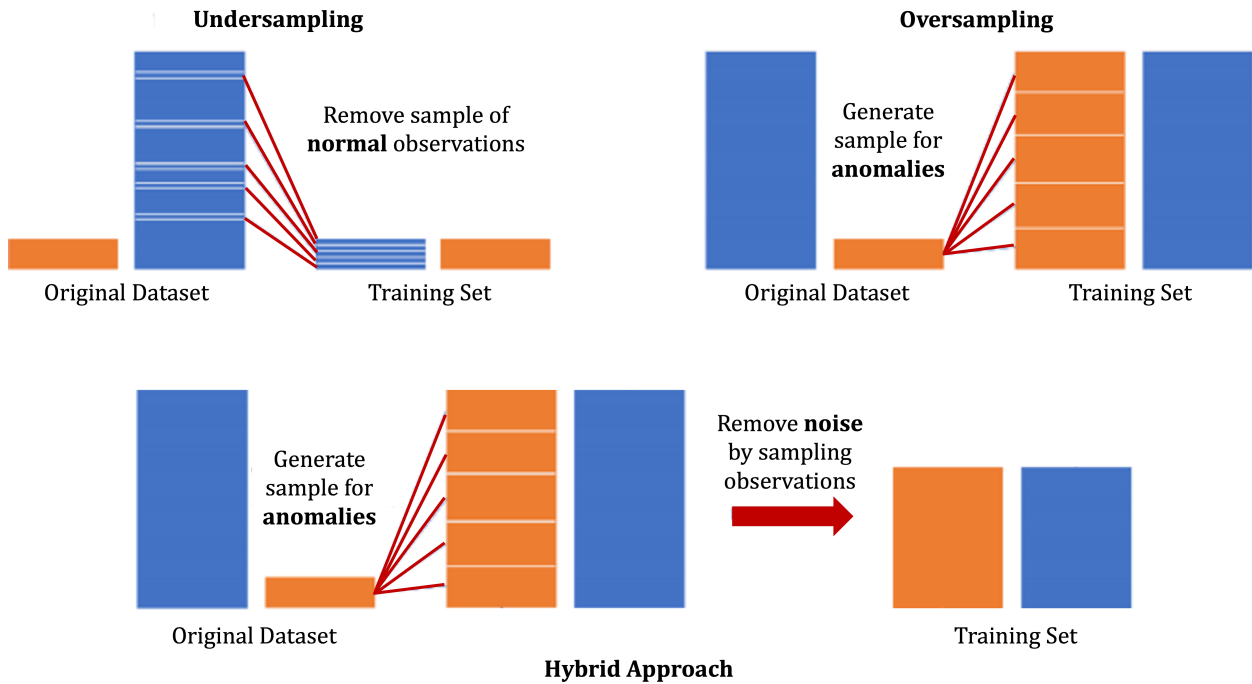 Undersampling
Oversampling
Remove sample of
normal observations
Generate
sample for
anomalies
Original Dataset
Training Set
Original Dataset
Training Set
Generate
sample for
anomalies
Remove noise
by sampling
observations
Original Dataset
Training Set
Hybrid Approach